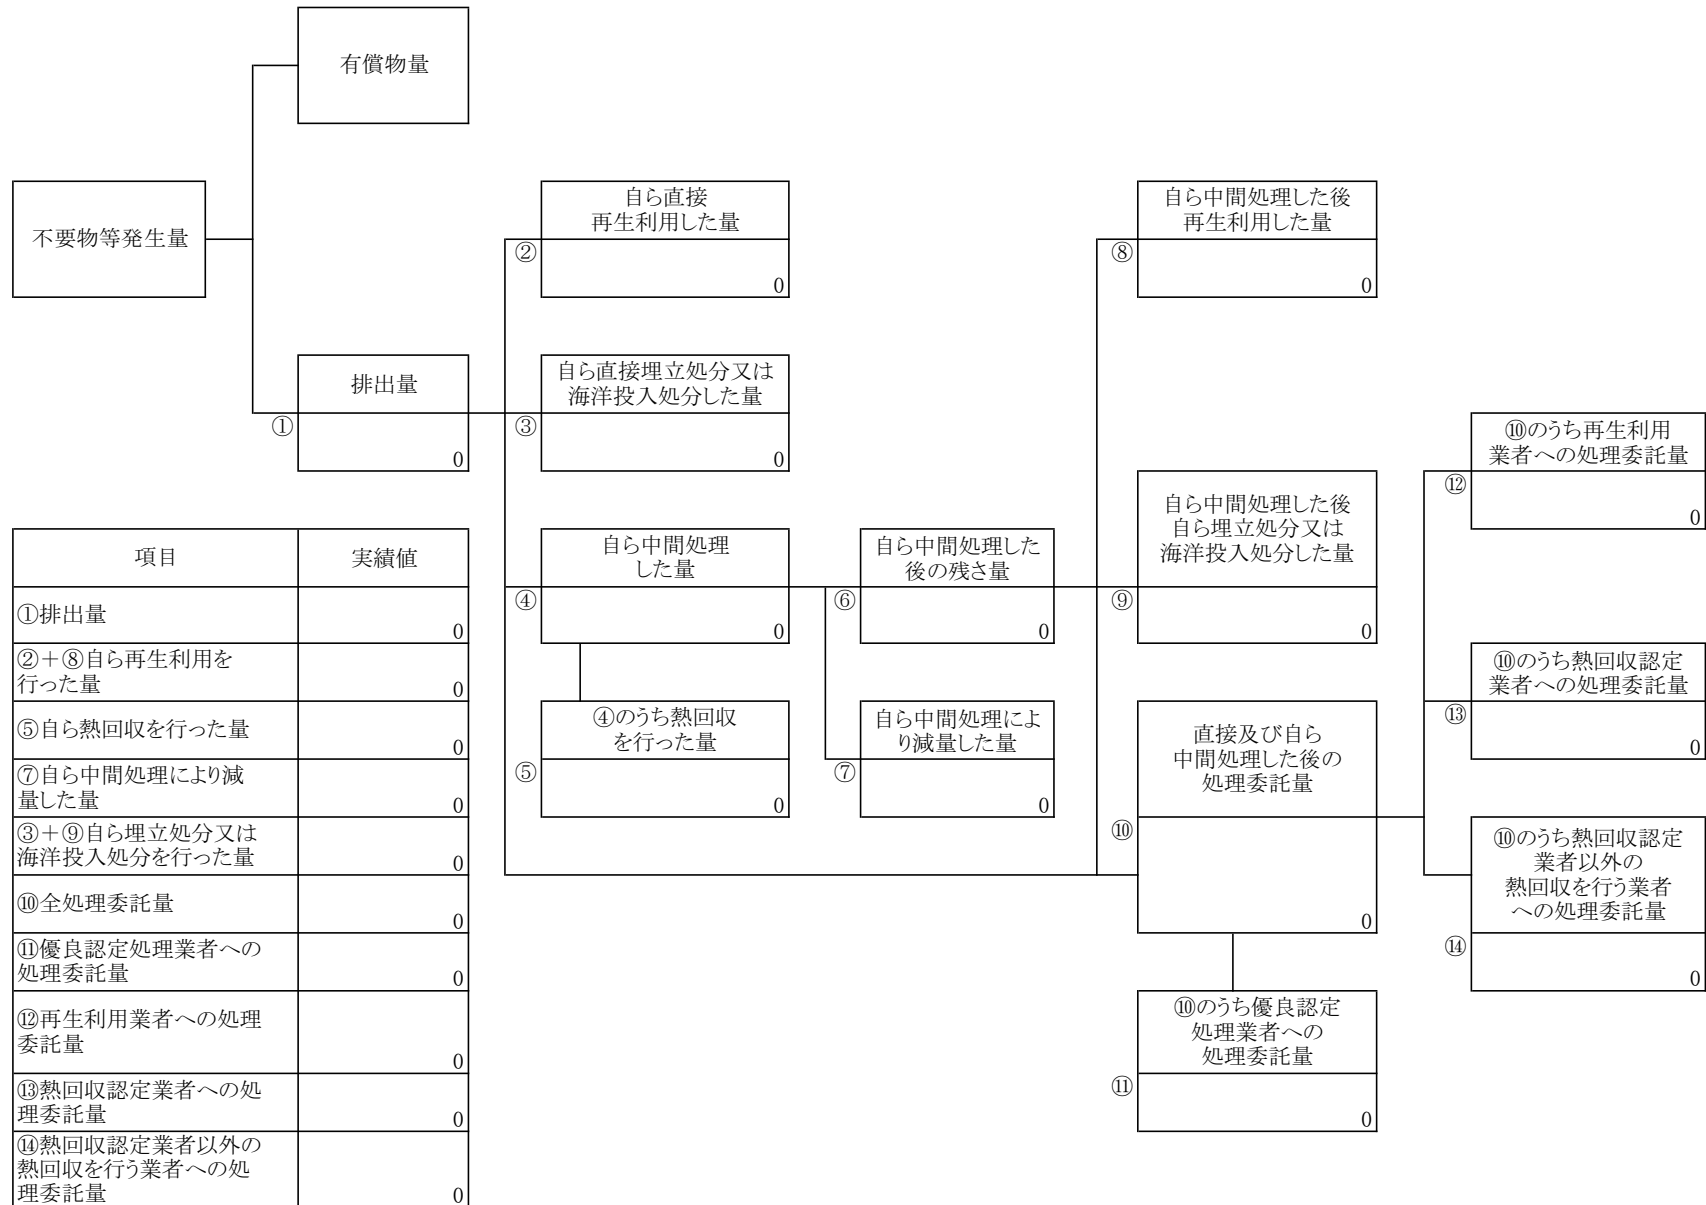 有償物量
不要物等発生量
排出量
①
0
自ら直接
再生利用した量
②
0
自ら直接埋立処分又は
海洋投入処分した量
③
0
自ら中間処理
した量
④
0
④のうち熱回収
を行った量
⑤
0
自ら中間処理した
後の残さ量
⑥
0
自ら中間処理によ
り減量した量
⑦
0
自ら中間処理した後
再生利用した量
⑧
0
自ら中間処理した後
自ら埋立処分又は
海洋投入処分した量
⑨
0
直接及び自ら
中間処理した後の
処理委託量
⑩
0
⑩のうち優良認定
処理業者への
処理委託量
⑪
0
⑩のうち再生利用
業者への処理委託量
⑫
0
⑩のうち熱回収認定
業者への処理委託量
⑬
0
⑩のうち熱回収認定
業者以外の
熱回収を行う業者
への処理委託量
⑭
0
項目 実績値
①排出量
0
②＋⑧自ら再生利用を
行った量 0
⑤自ら熱回収を行った量
0
⑦自ら中間処理により減
量した量 0
③＋⑨自ら埋立処分又は
海洋投入処分を行った量 0
⑩全処理委託量
0
⑪優良認定処理業者への
処理委託量 0
⑫再生利用業者への処理
委託量
0
⑬熱回収認定業者への処
理委託量 0
⑭熱回収認定業者以外の
熱回収を行う業者への処
理委託量 0